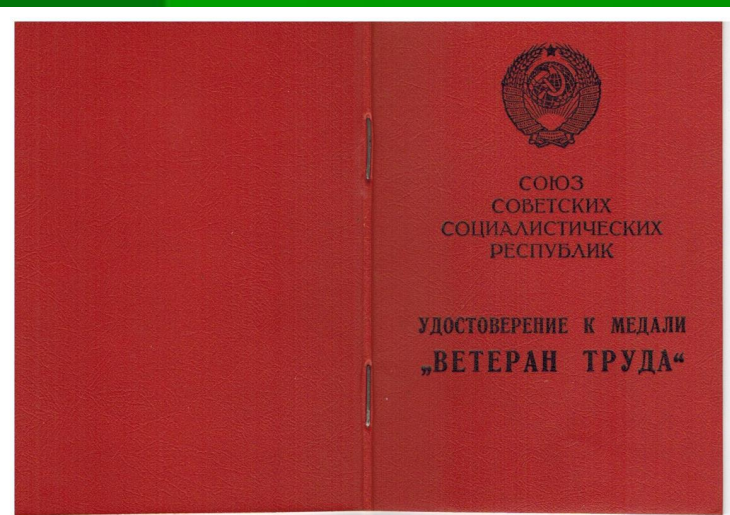 СОЮЗ
СОВЕТСКИХ
СОЦИАЛИСТИЧЕСКИХ
РЕСПУБЛИК
УДОСТОВЕРЕНИЕ К МЕДАЛИ
„ВЕТЕРАН ТРУДА“